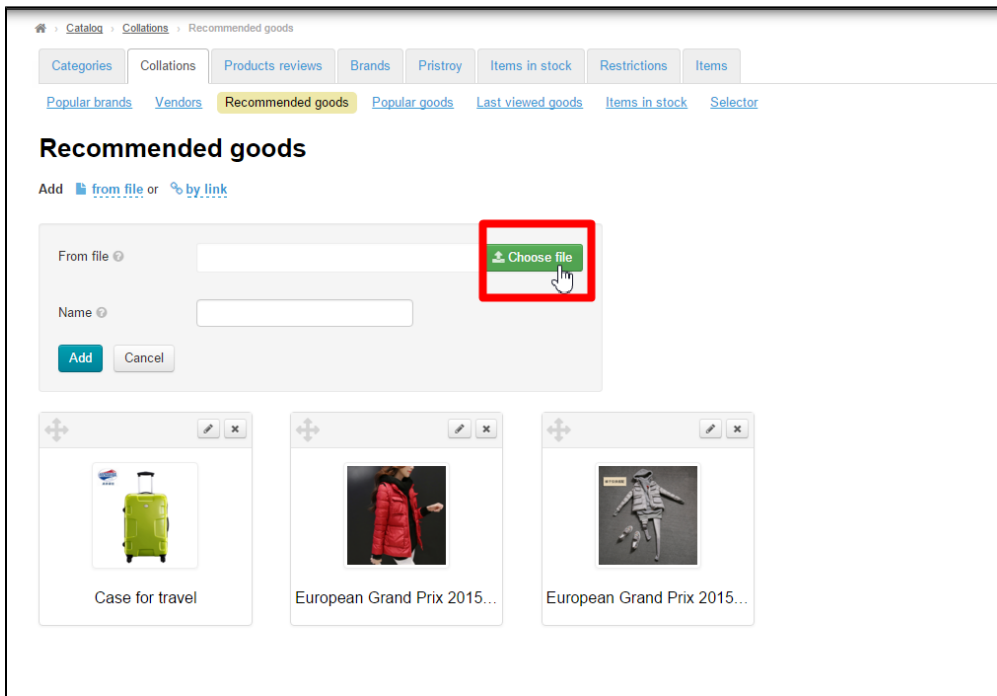 Catalog › Collations › Recommended goods
Categories Collations Products reviews Brands Pristroy Items in stock Restrictions Items
Popular brands Vendors Recommended goods Popular goods Last viewed goods Items in stock Selector
Recommended goods
Add from file or by link
From file ? Choose file
Name ?
Add Cancel
Case for travel European Grand Prix 2015... European Grand Prix 2015...